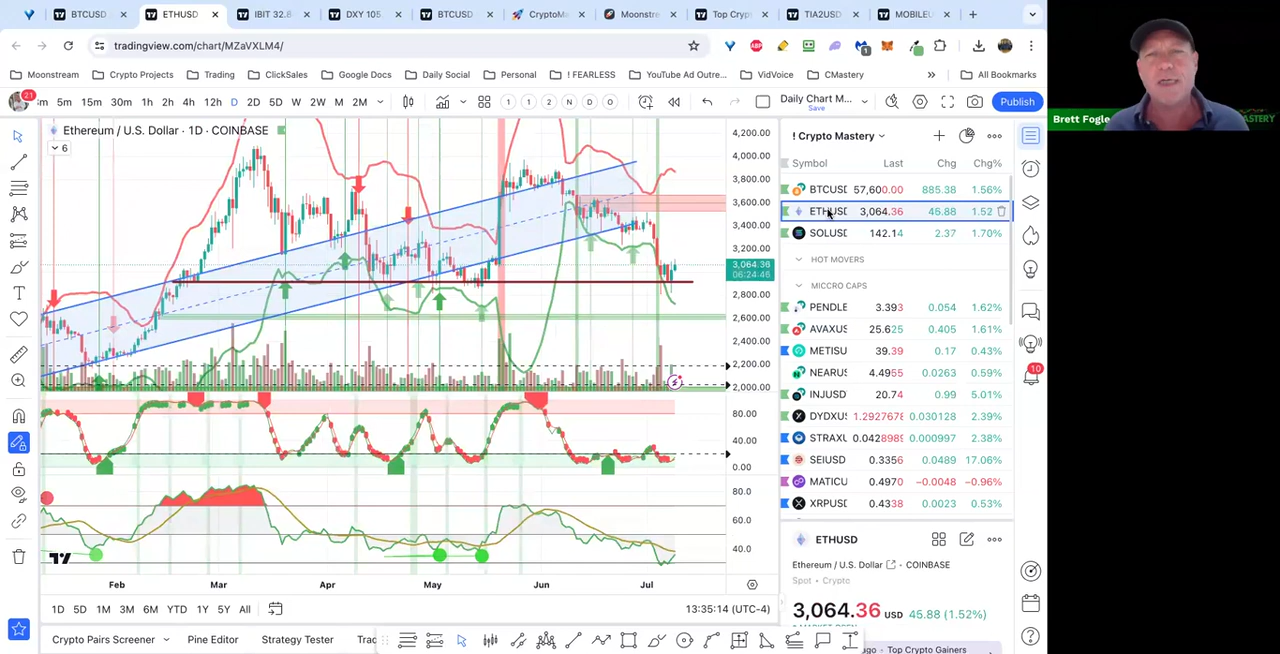 BTCUSD
ETHUSD
IBIT 32.8
DXY 105.
BTCUSD
CryptoMa
Moonstre
Top Cryp
TIA2USD
MOBILEU
tradingview.com/chart/MZaVXLM4/
Moonstream
Crypto Projects
Trading
ClickSales
Google Docs
Daily Social
Personal
! FEARLESS
YouTube Ad Outre...
VidVoice
CMastery
»
All Bookmarks
21
5m 15m 30m 1h 2h 4h 12h D 2D 5D W 2W M 2M
1 1 2 N D O
Daily Chart M...
Save
Publish
Ethereum / U.S. Dollar · 1D · COINBASE
6
4,200.00
4,000.00
3,800.00
3,600.00
3,400.00
3,200.00
3,064.36
06:24:46
2,800.00
2,600.00
2,400.00
2,200.00
2,000.00
80.00
40.00
0.00
80.0
60.0
40.0
Feb Mar Apr May Jun Jul
1D 5D 1M 3M 6M YTD 1Y 5Y All
13:35:14 (UTC-4)
Crypto Pairs Screener
Pine Editor
Strategy Tester
! Crypto Mastery
Symbol Last Chg Chg%
BTCUSD 57,600.00 885.38 1.56%
ETHUSD 3,064.36 45.88 1.52
SOLUSD 142.14 2.37 1.70%
HOT MOVERS
MICCRO CAPS
PENDLE 3.393 0.054 1.62%
AVAXUS 25.625 0.405 1.61%
METISU 39.39 0.17 0.43%
NEARUS 4.4955 0.0263 0.59%
INJUSD 20.74 0.99 5.01%
DYDXUS 1.2927678 0.030128 2.39%
STRAXU 0.0428989 0.000997 2.38%
SEIUSD 0.3356 0.0489 17.06%
MATICU 0.4970 −0.0048 −0.96%
XRPUSD 0.4338 0.0023 0.53%
ETHUSD
Ethereum / U.S. Dollar · COINBASE
Spot · Crypto
3,064.36 USD 45.88 (1.52%)
Top Crypto Gainers
10
Brett Fogle